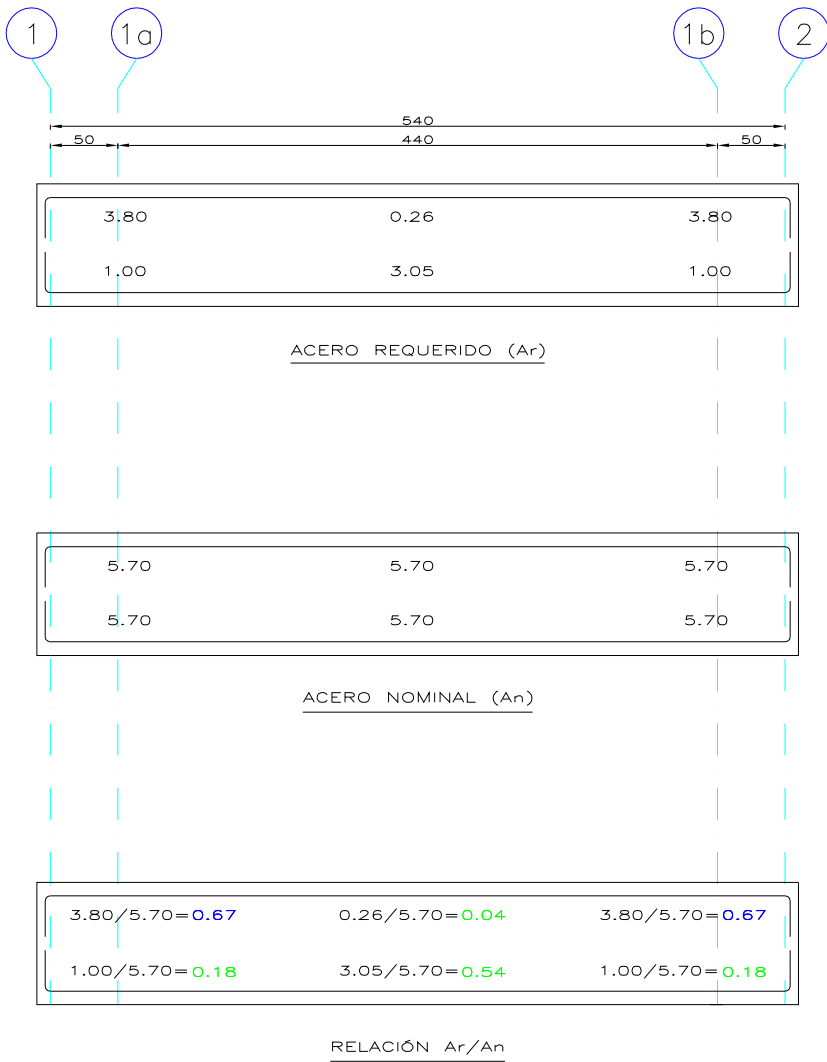 1 1a 1b 2
540
50 440 50
3.80 0.26 3.80
1.00 3.05 1.00
ACERO REQUERIDO (Ar)
5.70 5.70 5.70
5.70 5.70 5.70
ACERO NOMINAL (An)
3.80/5.70=0.67 0.26/5.70=0.04 3.80/5.70=0.67
1.00/5.70=0.18 3.05/5.70=0.54 1.00/5.70=0.18
RELACIÓN Ar/An